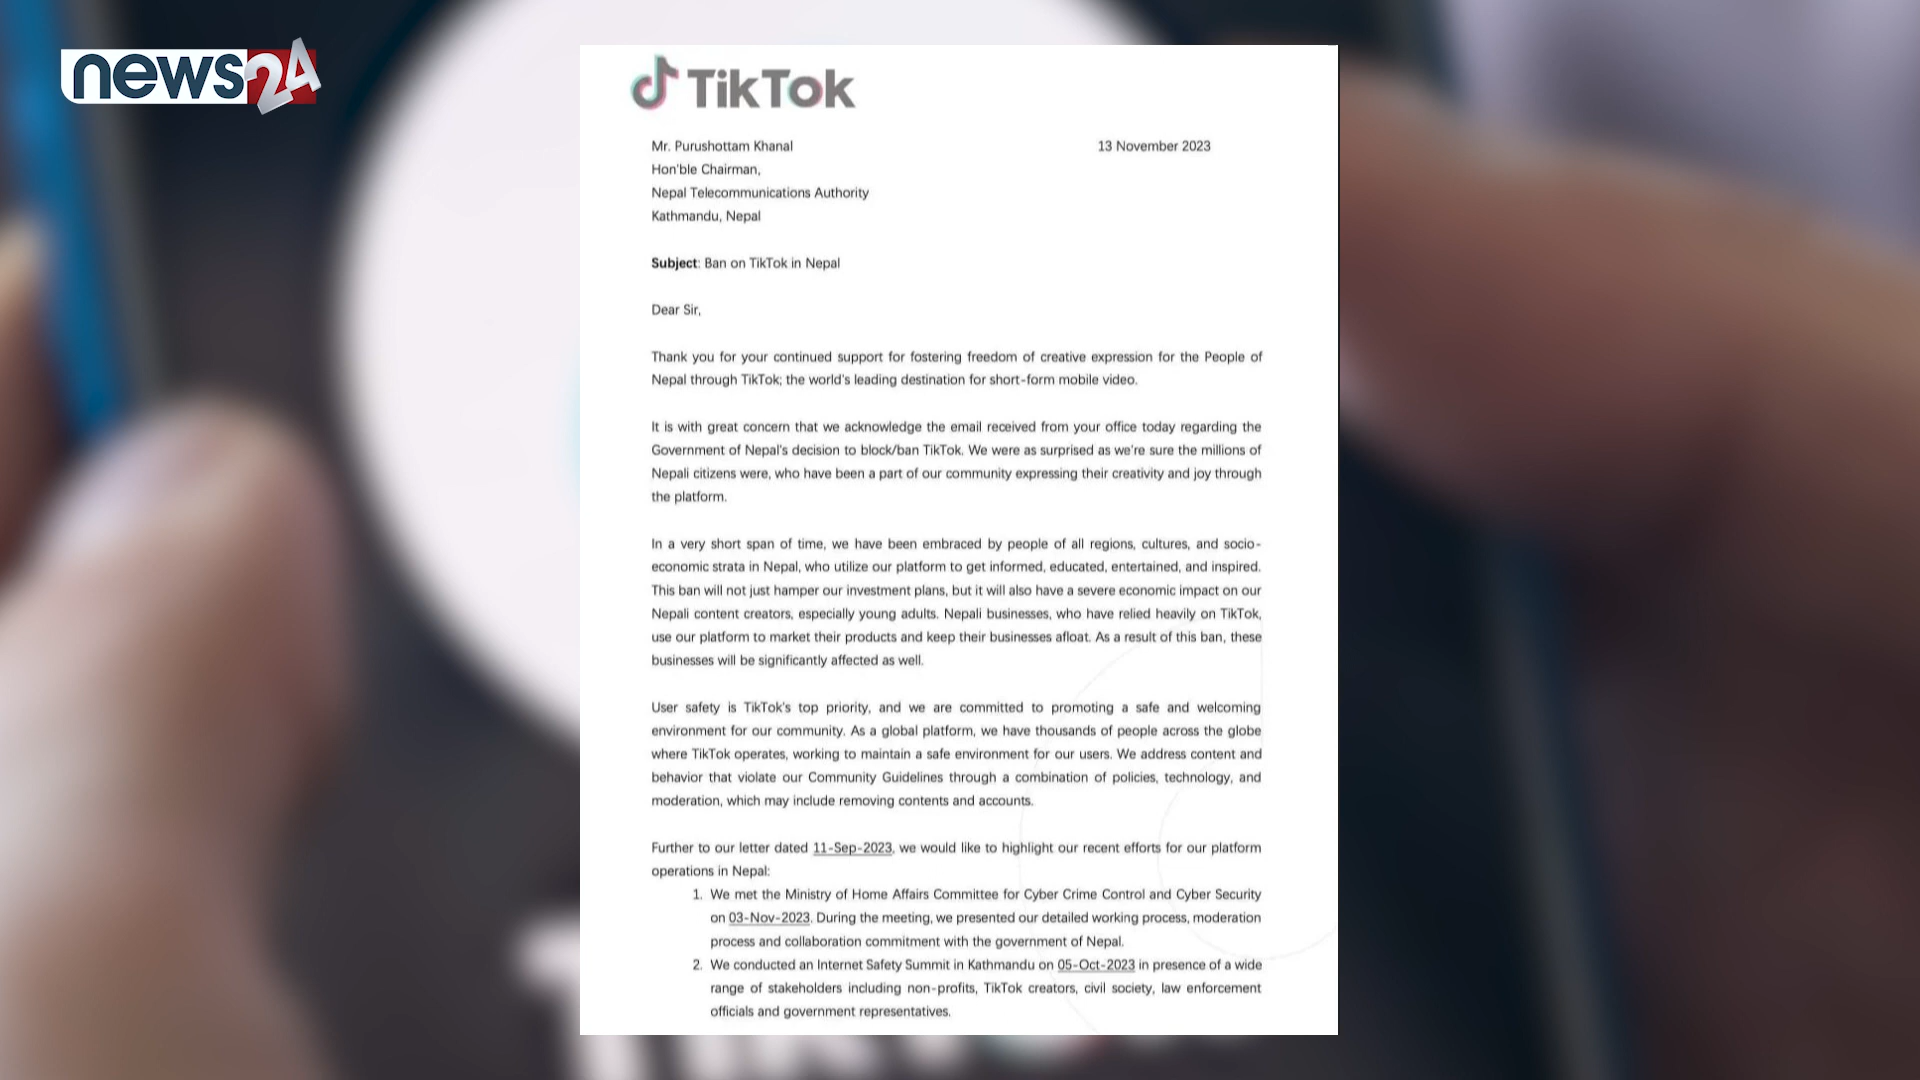 news24
TikTok
Mr. Purushottam Khanal
13 November 2023
Hon'ble Chairman,
Nepal Telecommunications Authority
Kathmandu, Nepal
Subject: Ban on TikTok in Nepal
Dear Sir,
Thank you for your continued support for fostering freedom of creative expression for the People of
Nepal through TikTok; the world's leading destination for short-form mobile video.
It is with great concern that we acknowledge the email received from your office today regarding the
Government of Nepal's decision to block/ban TikTok. We were as surprised as we're sure the millions of
Nepali citizens were, who have been a part of our community expressing their creativity and joy through
the platform.
In a very short span of time, we have been embraced by people of all regions, cultures, and socio-
economic strata in Nepal, who utilize our platform to get informed, educated, entertained, and inspired.
This ban will not just hamper our investment plans, but it will also have a severe economic impact on our
Nepali content creators, especially young adults. Nepali businesses, who have relied heavily on TikTok,
use our platform to market their products and keep their businesses afloat. As a result of this ban, these
businesses will be significantly affected as well.
User safety is TikTok's top priority, and we are committed to promoting a safe and welcoming
environment for our community. As a global platform, we have thousands of people across the globe
where TikTok operates, working to maintain a safe environment for our users. We address content and
behavior that violate our Community Guidelines through a combination of policies, technology, and
moderation, which may include removing contents and accounts.
Further to our letter dated 11-Sep-2023, we would like to highlight our recent efforts for our platform
operations in Nepal:
1. We met the Ministry of Home Affairs Committee for Cyber Crime Control and Cyber Security
on 03-Nov-2023. During the meeting, we presented our detailed working process, moderation
process and collaboration commitment with the government of Nepal.
2. We conducted an Internet Safety Summit in Kathmandu on 05-Oct-2023 in presence of a wide
range of stakeholders including non-profits, TikTok creators, civil society, law enforcement
officials and government representatives.